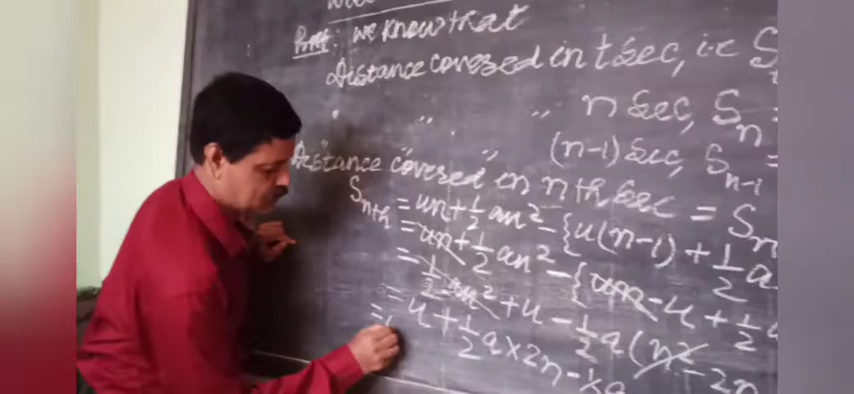 Proof: we know that
Distance covered in t sec, i.e S
" " " n sec, Sn =
" " " (n-1) sec, Sn-1 =
Distance covered in nth sec = Sn
Snth = un + 1/2 an² - {u(n-1) + 1/2 a
= un + 1/2 an² - {un - u + 1/2 a
= 1/2 an² + u - 1/2 a(n² - 2n
= u + 1/2 a × 2n - 1/2 a
=